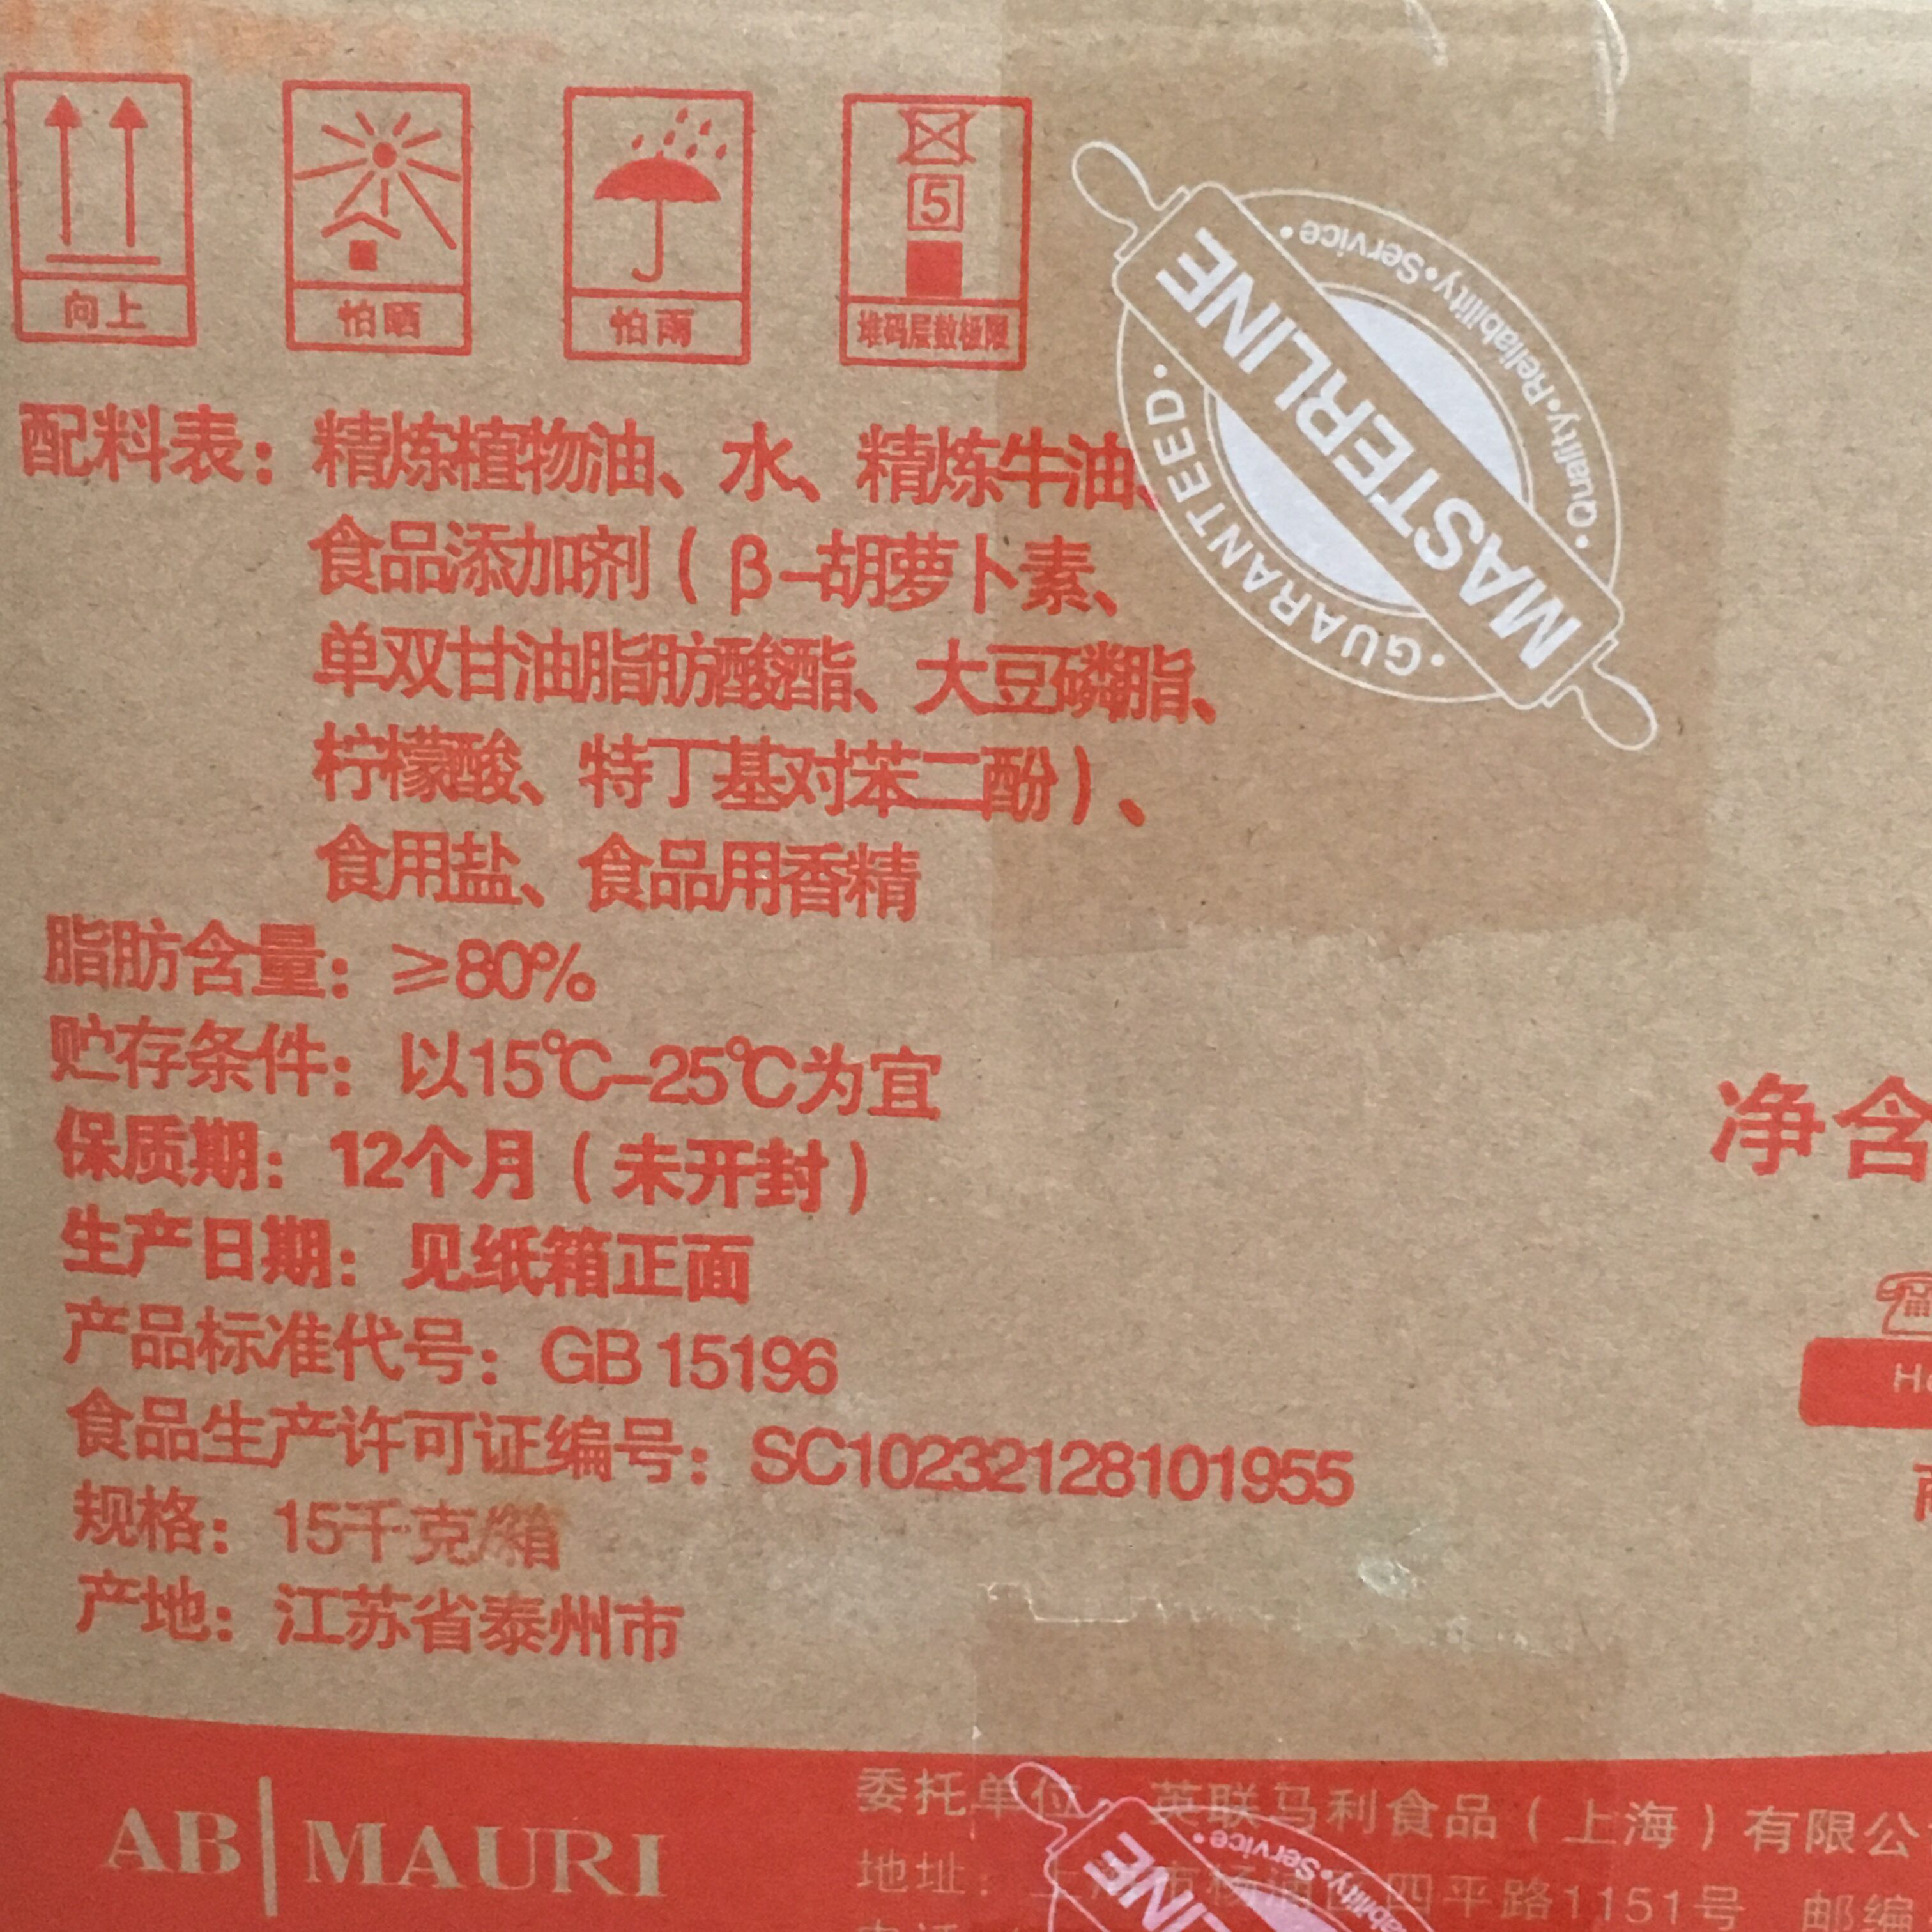 5
向上
怕晒
怕雨
堆码层数极限
Quality•Reliability•Service
MASTERLINE
GUARANTEED
配料表：精炼植物油、水、精炼牛油、
食品添加剂（β-胡萝卜素、
单双甘油脂肪酸酯、大豆磷脂、
柠檬酸、特丁基对苯二酚）、
食用盐、食品用香精
脂肪含量：≥80%
贮存条件：以15℃-25℃为宜
保质期：12个月（未开封）
生产日期：见纸箱正面
产品标准代号：GB 15196
食品生产许可证编号：SC10232128101955
规格：15千克/箱
产地：江苏省泰州市
净含
AB MAURI
委托单位 英联马利食品（上海）有限公
地址： 四平路1151号 邮编
Service
LINE